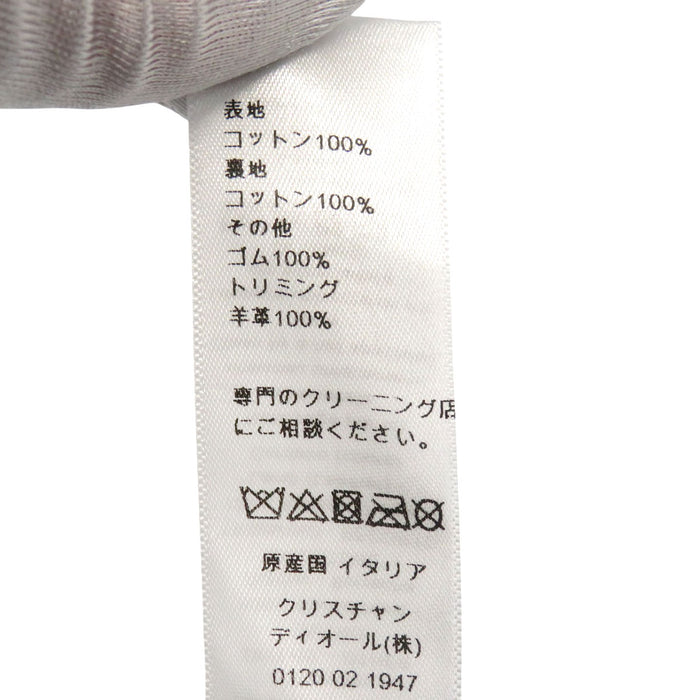 表地
コットン100%
裏地
コットン100%
その他
ゴム100%
トリミング
羊革100%
専門のクリーニング店
にご相談ください。
原産国 イタリア
クリスチャン
ディオール(株)
0120 02 1947